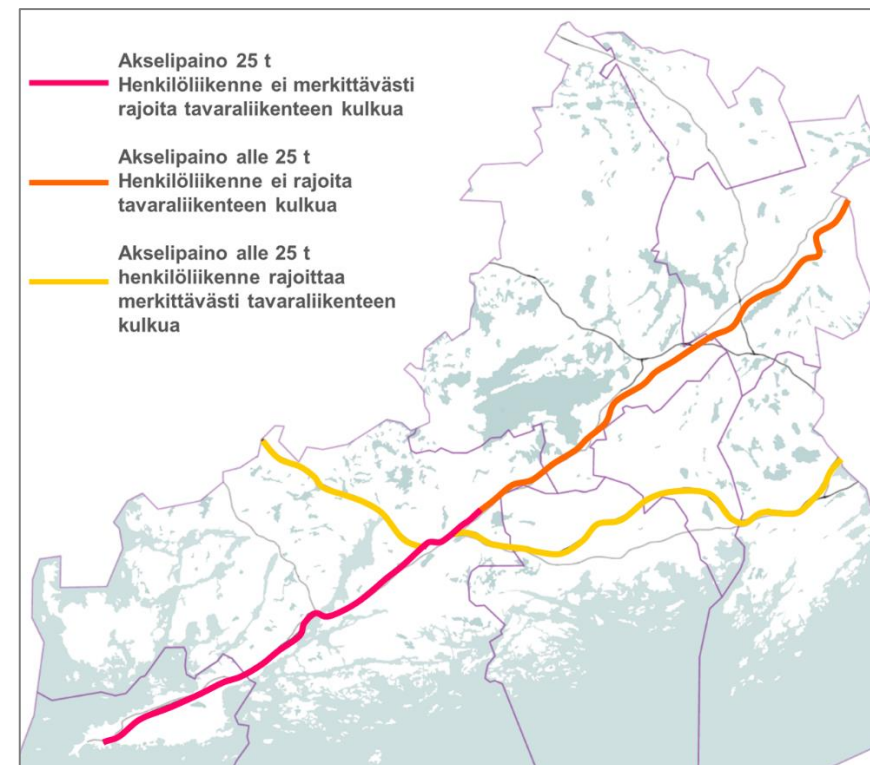 Akselipaino 25 t
Henkilöliikenne ei merkittävästi
rajoita tavaraliikenteen kulkua
Akselipaino alle 25 t
Henkilöliikenne ei rajoita
tavaraliikenteen kulkua
Akselipaino alle 25 t
henkilöliikenne rajoittaa
merkittävästi tavaraliikenteen
kulkua